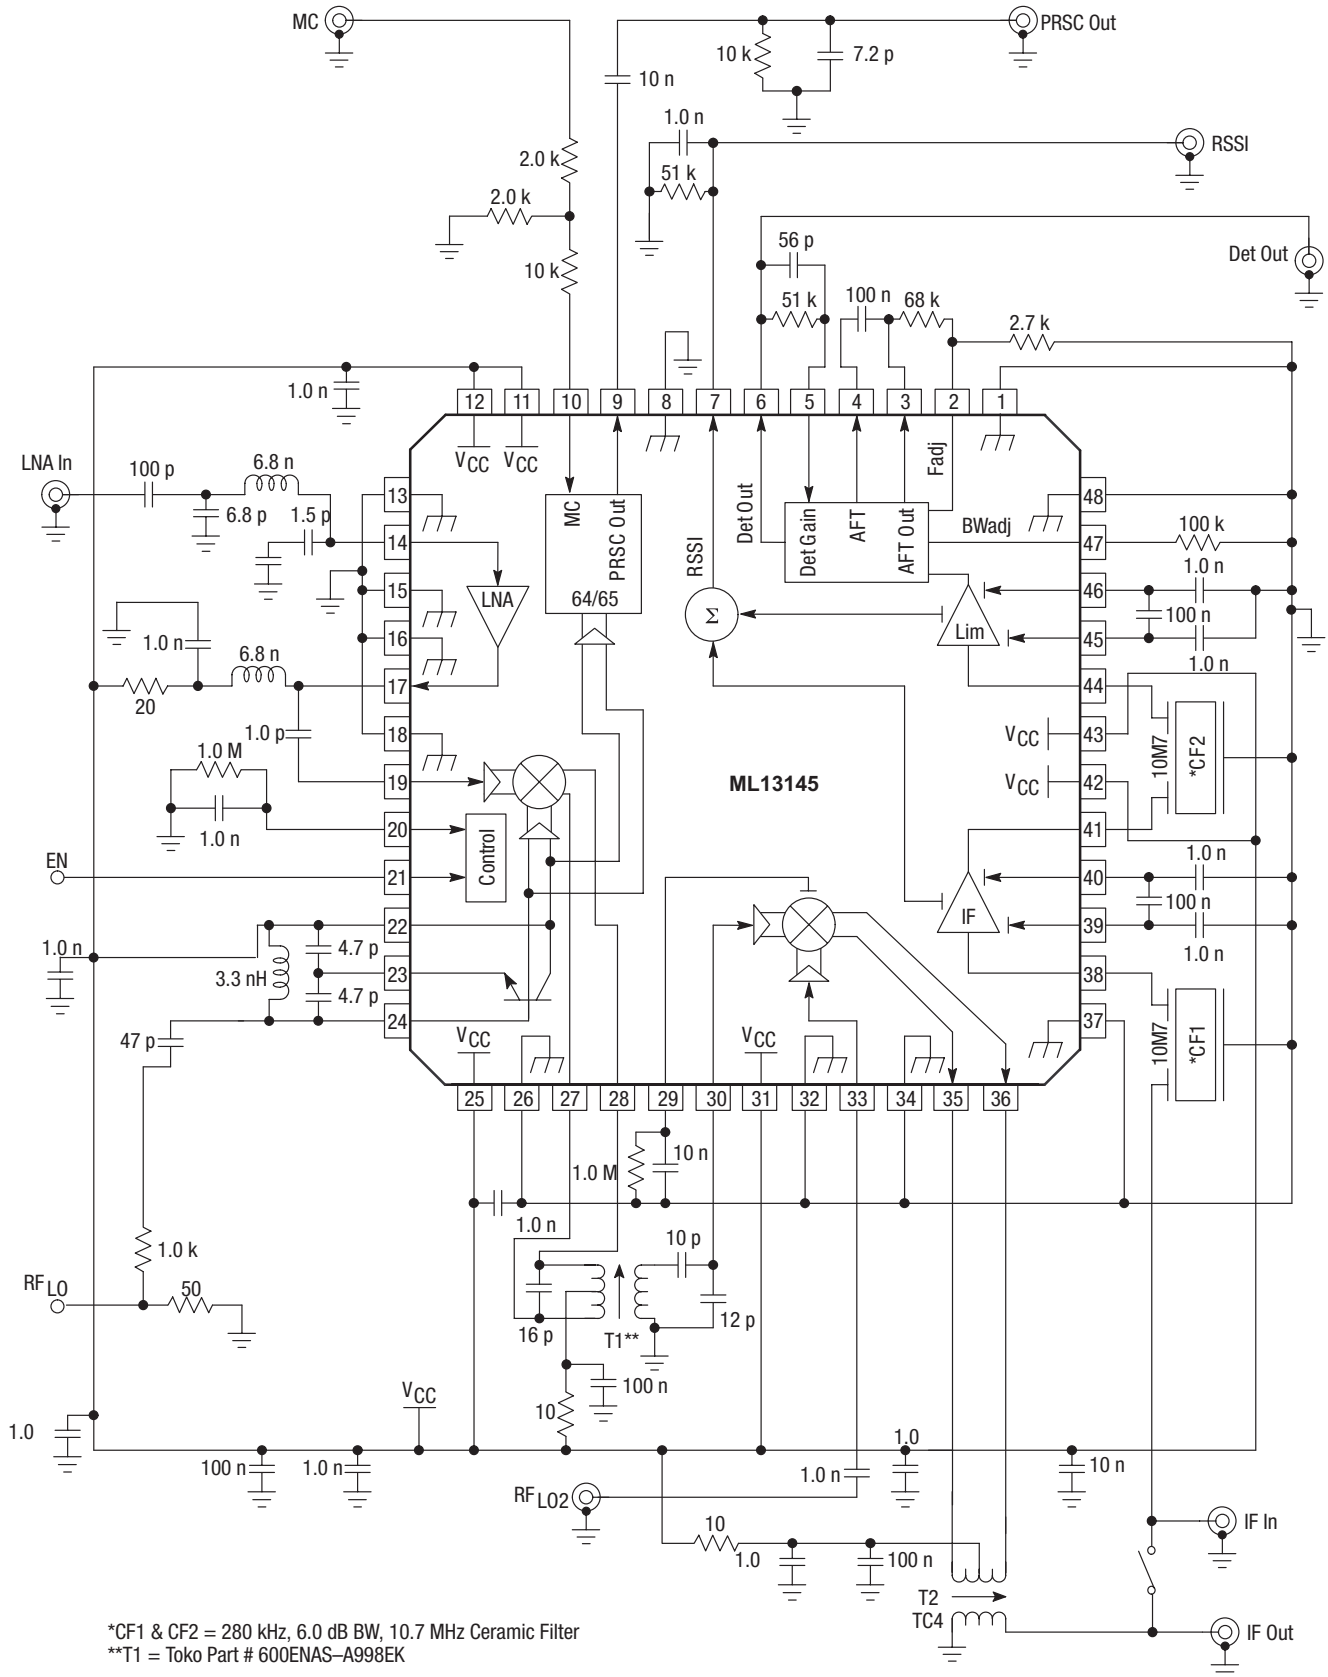 MC
PRSC Out
10 k
7.2 p
10 n
1.0 n
51 k
RSSI
2.0 k
2.0 k
10 k
56 p
51 k
100 n
68 k
2.7 k
Det Out
1.0 n
12 11 10 9 8 7 6 5 4 3 2 1
VCC VCC
LNA In
100 p
6.8 n
6.8 p
1.5 p
13
14
15
16
17
18
19
20
21
22
23
24
MC
PRSC Out
64/65
LNA
RSSI
Det Out
Det Gain
AFT
AFT Out
Fadj
BWadj
Σ
Lim
48
47
46
45
44
43
42
41
40
39
38
37
100 k
1.0 n
100 n
1.0 n
1.0 n
6.8 n
20
1.0 p
1.0 M
1.0 n
EN
Control
ML13145
VCC
VCC
10M7
*CF2
1.0 n
100 n
1.0 n
IF
10M7
*CF1
1.0 n
3.3 nH
4.7 p
4.7 p
47 p
VCC
VCC
25 26 27 28 29 30 31 32 33 34 35 36
1.0 M
10 n
1.0 n
10 p
12 p
16 p
T1**
1.0 k
50
RFLO
100 n
10
VCC
1.0
100 n
1.0 n
1.0 n
1.0
10 n
RFLO2
10
1.0
100 n
T2
TC4
IF In
IF Out
*CF1 & CF2 = 280 kHz, 6.0 dB BW, 10.7 MHz Ceramic Filter
**T1 = Toko Part # 600ENAS–A998EK